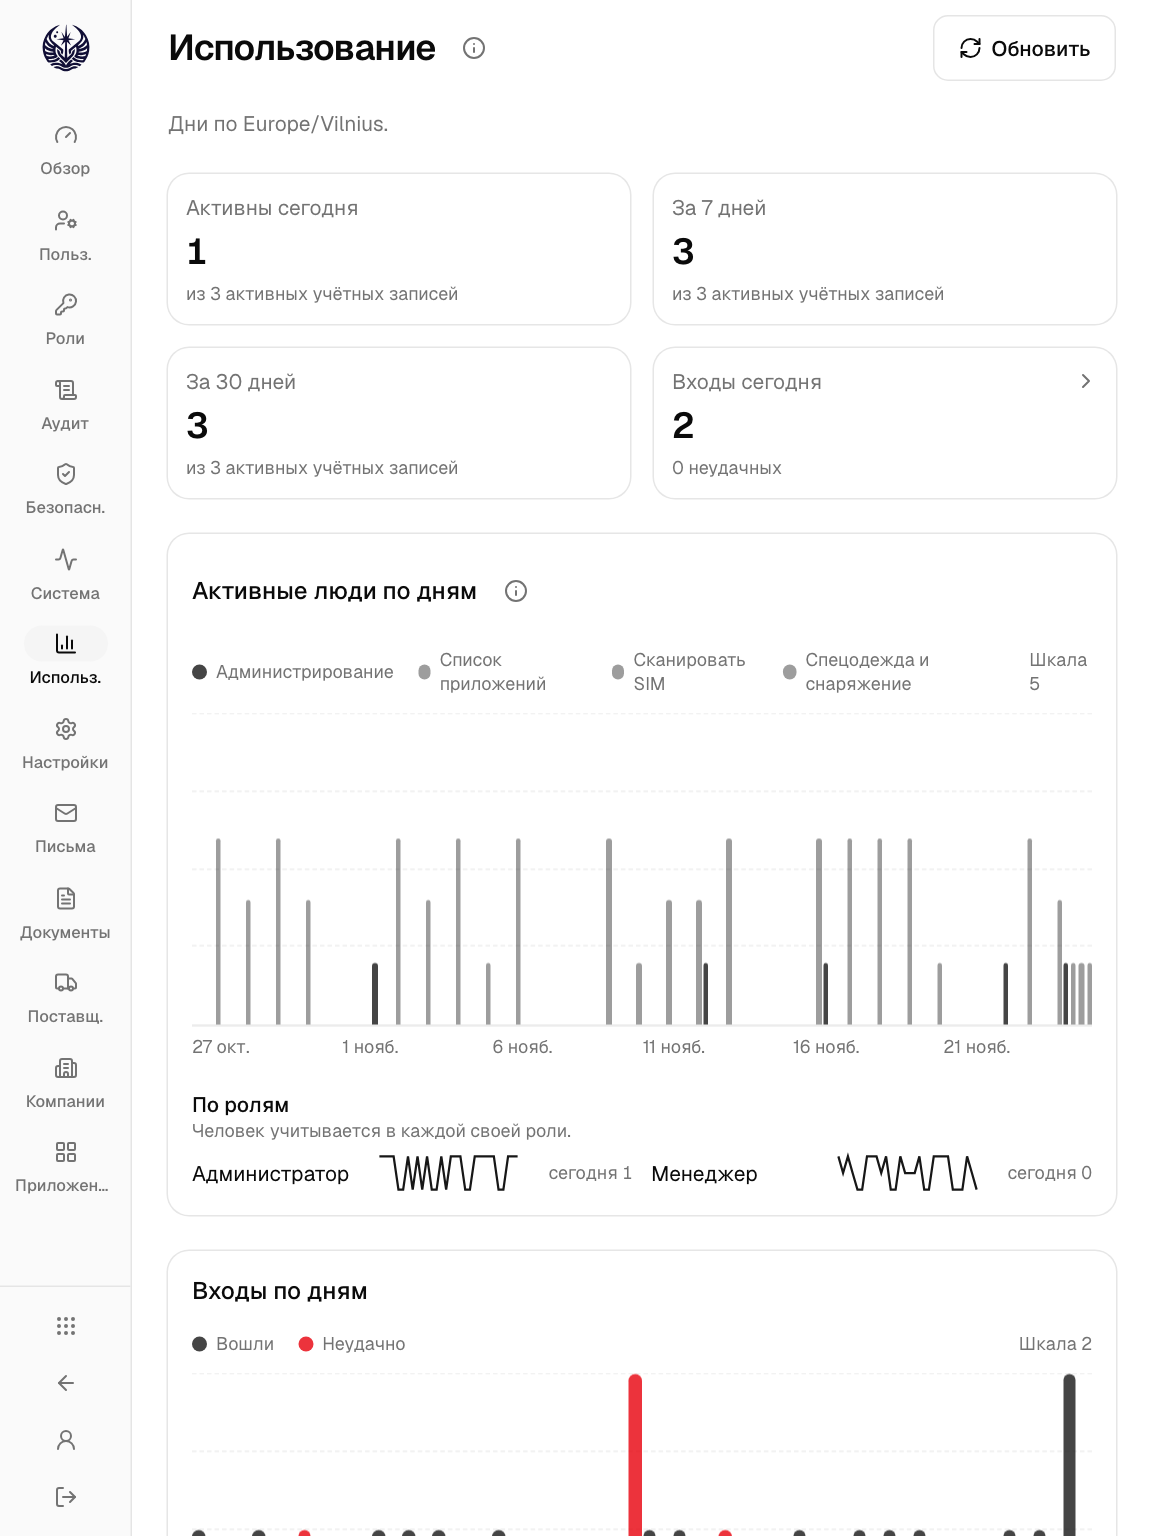 Использование
Обновить
Дни по Europe/Vilnius.
Обзор
Польз.
Роли
Аудит
Безопасн.
Система
Использ.
Настройки
Письма
Документы
Поставщ.
Компании
Приложен...
Активны сегодня
1
из 3 активных учётных записей
За 7 дней
3
из 3 активных учётных записей
За 30 дней
3
из 3 активных учётных записей
Входы сегодня
2
0 неудачных
Активные люди по дням
Администрирование
Список
приложений
Сканировать
SIM
Спецодежда и
снаряжение
Шкала
5
27 окт.
1 нояб.
6 нояб.
11 нояб.
16 нояб.
21 нояб.
По ролям
Человек учитывается в каждой своей роли.
Администратор
сегодня 1
Менеджер
сегодня 0
Входы по дням
Вошли
Неудачно
Шкала 2